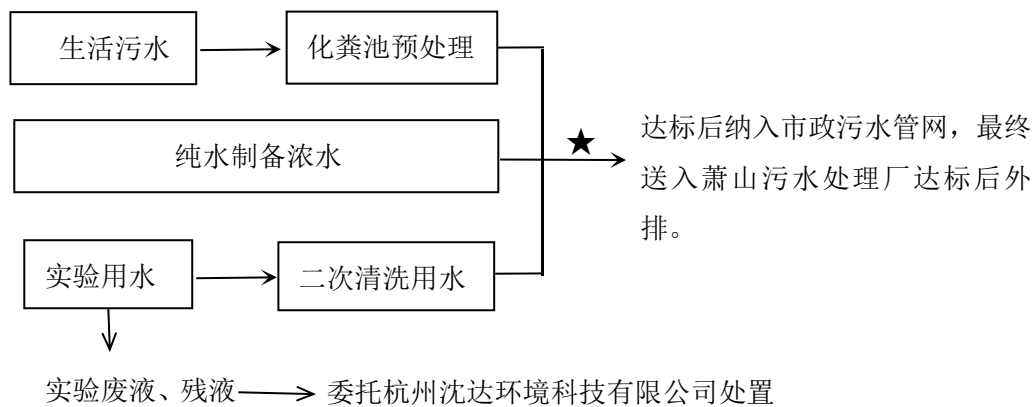 生活污水
化粪池预处理
纯水制备浓水
★
达标后纳入市政污水管网，最终
送入萧山污水处理厂达标后外
排。
实验用水
二次清洗用水
实验废液、残液
委托杭州沈达环境科技有限公司处置